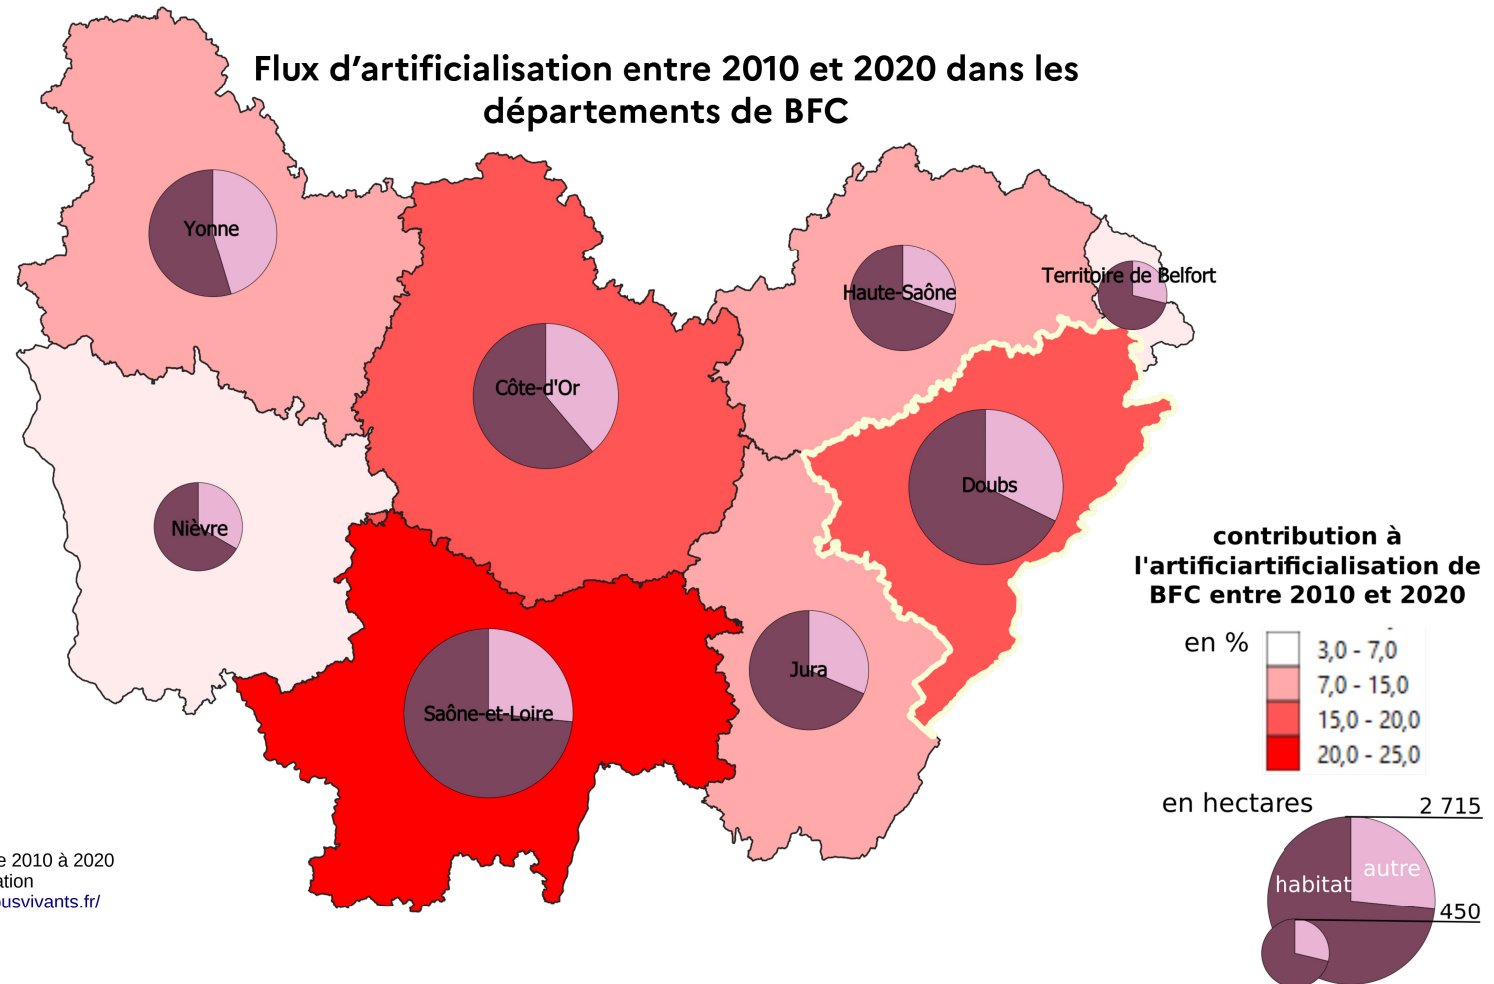 Flux d’artificialisation entre 2010 et 2020 dans les
départements de BFC
Yonne
Côte-d'Or
Haute-Saône
Territoire de Belfort
Doubs
Nièvre
Jura
Saône-et-Loire
contribution à
l'artificiartificialisation de
BFC entre 2010 et 2020
en %
3,0 - 7,0
7,0 - 15,0
15,0 - 20,0
20,0 - 25,0
en hectares
2 715
autre
habitat
450
2010 à 2020